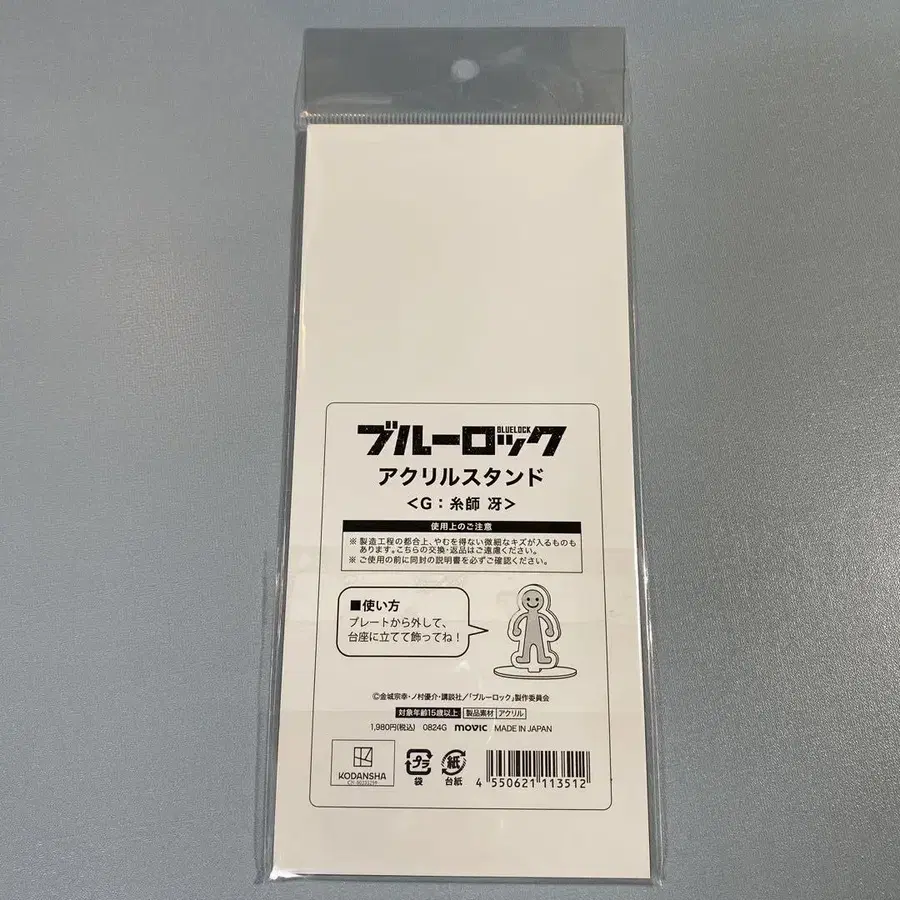 ブルーロック
BLUELOCK
アクリルスタンド
<G：糸師 冴>
使用上のご注意
※ 製造工程の都合上、やむを得ない微細なキズが入るものも
あります。こちらの交換・返品はご遠慮ください。
※ ご使用の前に同封の説明書を必ずご確認ください。
■使い方
プレートから外して、
台座に立てて飾ってね！
©金城宗幸・ノ村優介・講談社／「ブルーロック」製作委員会
対象年齢15歳以上 製品素材 アクリル
1,980円(税込) 0824G movic MADE IN JAPAN
KODANSHA
プラ
袋
紙
台紙
4 550621 113512